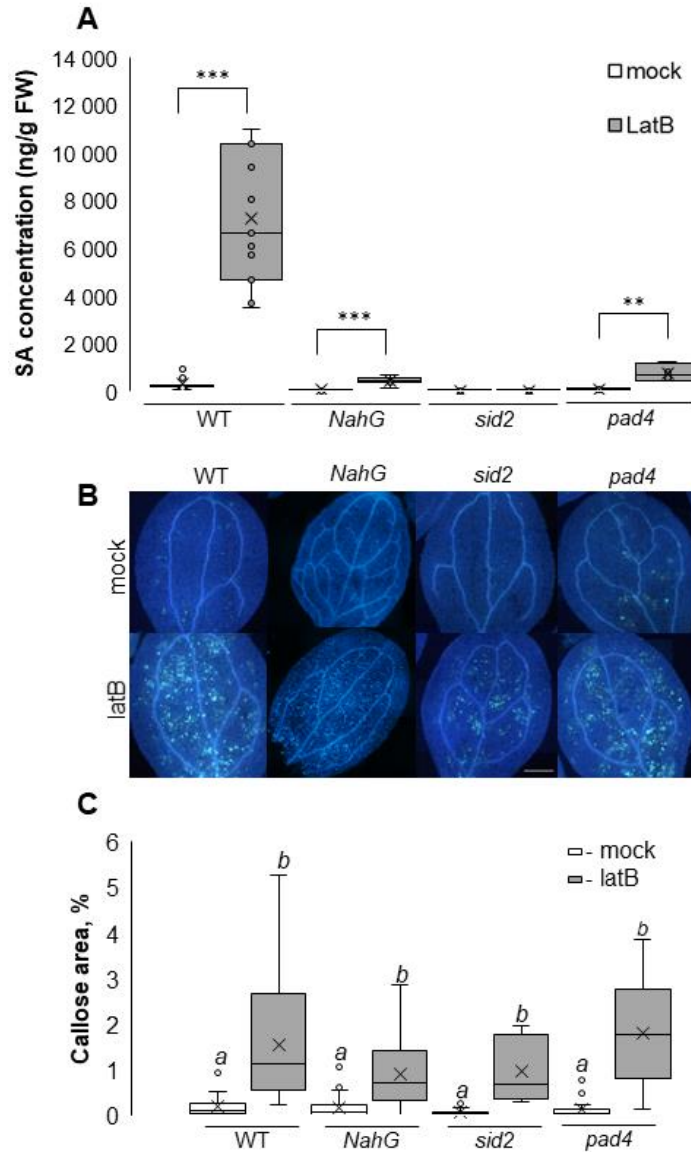 A
14 000
12 000
10 000
8 000
6 000
4 000
2 000
0
SA concentration (ng/g FW)
mock
LatB
***
***
**
WT NahG sid2 pad4
B
WT NahG sid2 pad4
mock
latB
C
6
5
4
3
2
1
0
Callose area, %
- mock
- latB
a b a b a b a b
WT NahG sid2 pad4